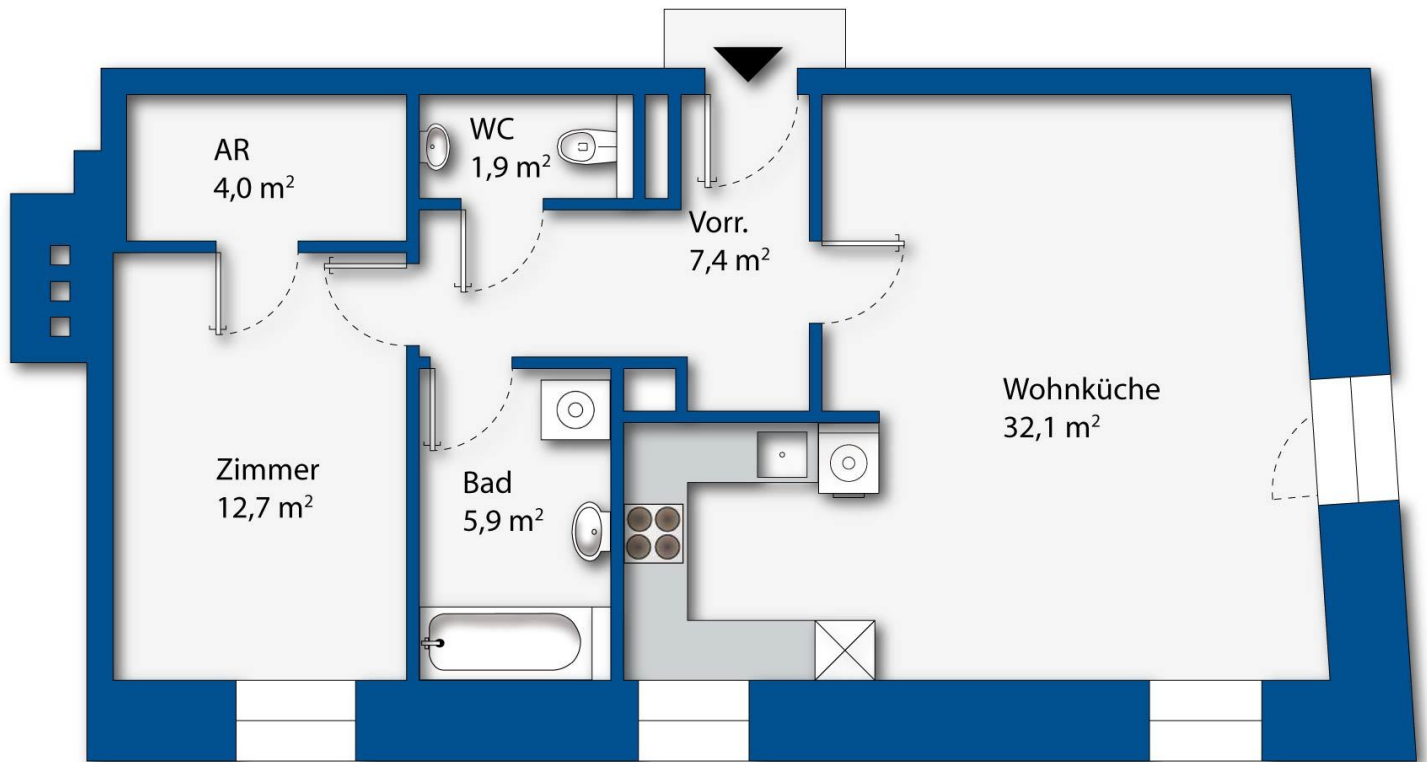 AR
4,0 m²
WC
1,9 m²
Vorr.
7,4 m²
Wohnküche
32,1 m²
Zimmer
12,7 m²
Bad
5,9 m²